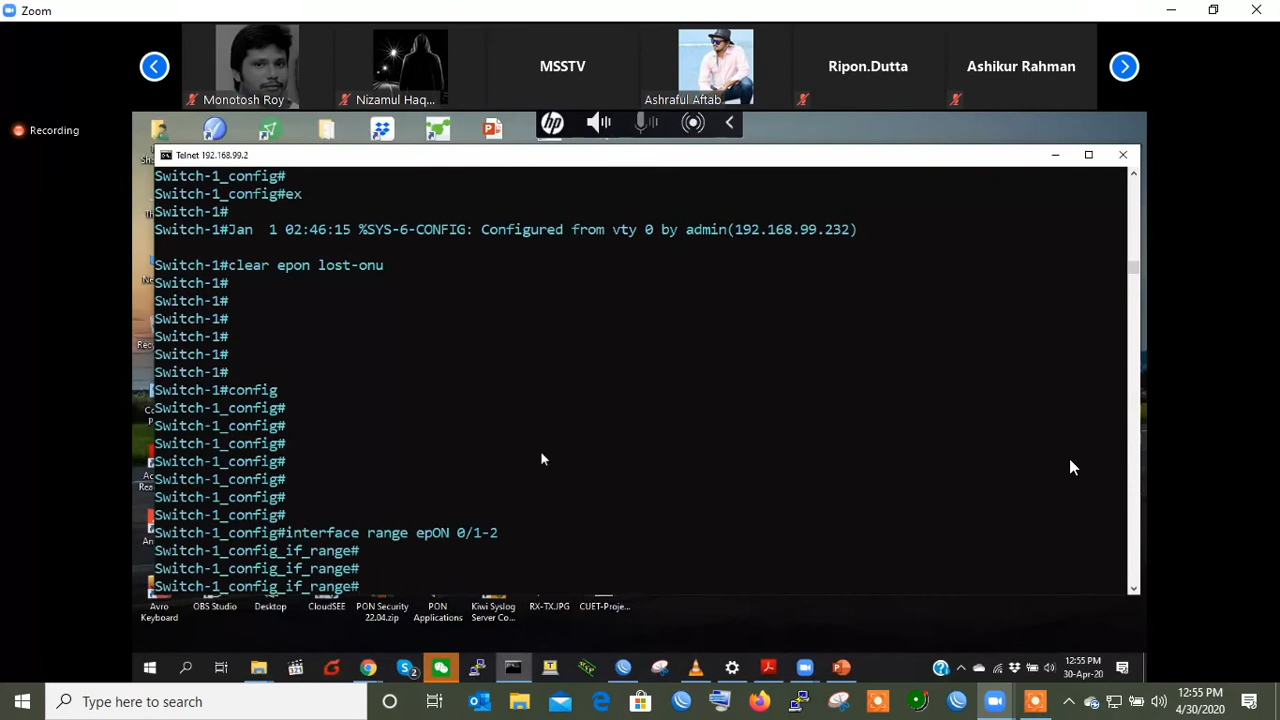 Zoom
MSSTV
Ripon.Dutta
Ashikur Rahman
Monotosh Roy
Nizamul Haq...
Ashraful Aftab
Recording
hp
Telnet 192.168.99.2
Switch-1_config#
Switch-1_config#ex
Switch-1#
Switch-1#Jan  1 02:46:15 %SYS-6-CONFIG: Configured from vty 0 by admin(192.168.99.232)
Switch-1#clear epon lost-onu
Switch-1#
Switch-1#
Switch-1#
Switch-1#
Switch-1#
Switch-1#
Switch-1#config
Switch-1_config#
Switch-1_config#
Switch-1_config#
Switch-1_config#
Switch-1_config#
Switch-1_config#
Switch-1_config#
Switch-1_config#interface range epON 0/1-2
Switch-1_config_if_range#
Switch-1_config_if_range#
Switch-1_config_if_range#
Avro Keyboard
OBS Studio
Desktop
CloudSEE
PON Security 22.04.zip
PON Applications
Kiwi Syslog Server Co...
RX-TX.JPG
CUET-Proje...
12:55 PM
30-Apr-20
Type here to search
12:55 PM
4/30/2020